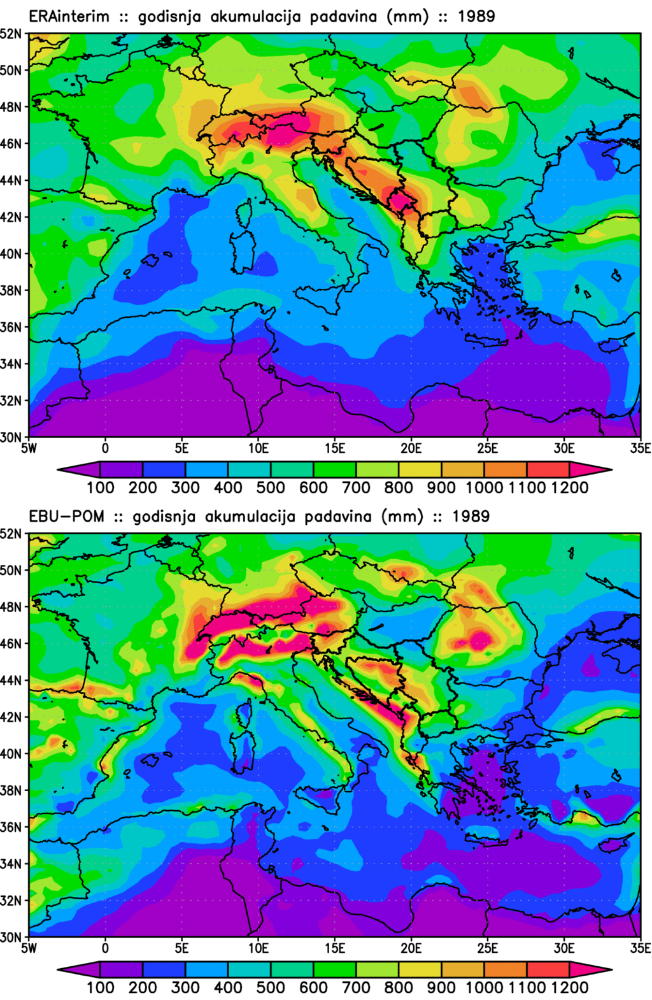 ERAinterim :: godisnja akumulacija padavina (mm) :: 1989
52N
50N
48N
46N
44N
42N
40N
38N
36N
34N
32N
30N
5W 0 5E 10E 15E 20E 25E 30E 35E
100 200 300 400 500 600 700 800 900 1000 1100 1200
EBU-POM :: godisnja akumulacija padavina (mm) :: 1989
52N
50N
48N
46N
44N
42N
40N
38N
36N
34N
32N
30N
5W 0 5E 10E 15E 20E 25E 30E 35E
100 200 300 400 500 600 700 800 900 1000 1100 1200